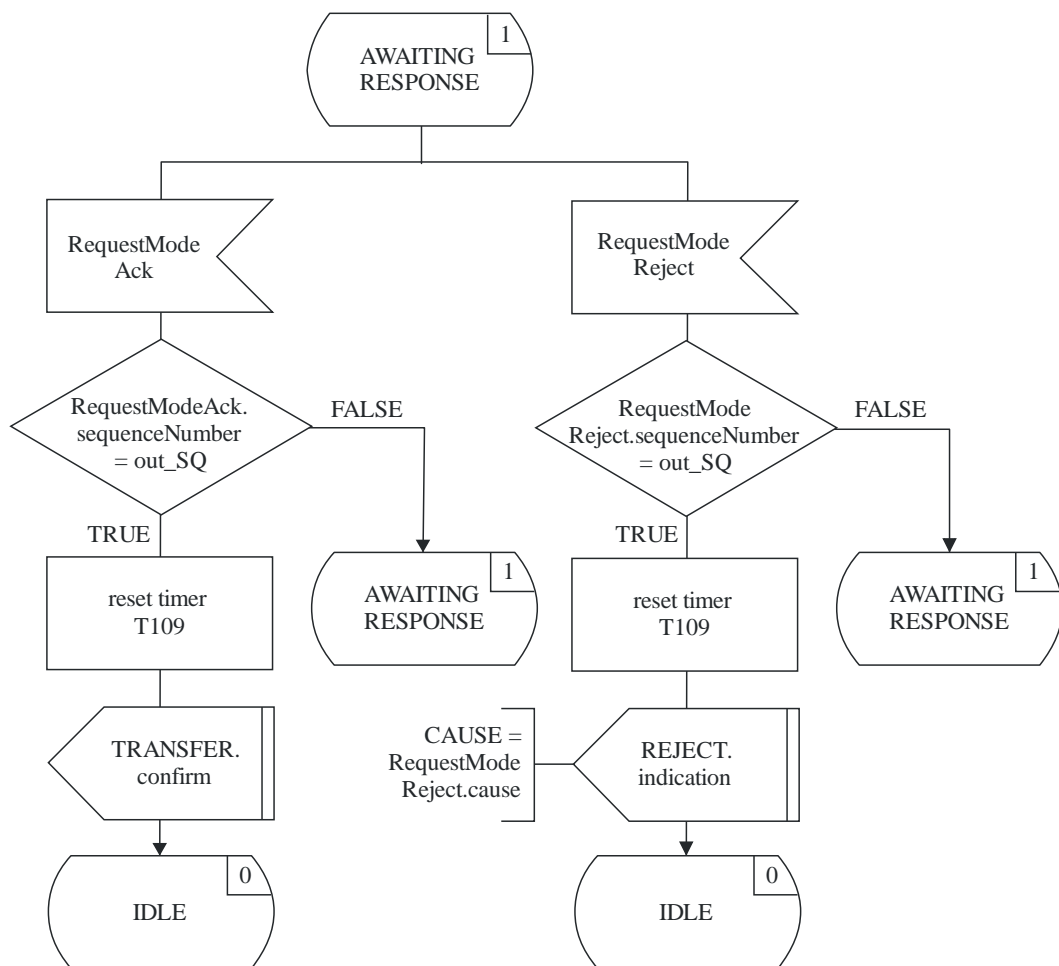 1
AWAITING
RESPONSE
RequestMode
Ack
RequestMode
Reject
RequestModeAck.
sequenceNumber
= out_SQ
FALSE
RequestMode
Reject.sequenceNumber
= out_SQ
FALSE
TRUE
TRUE
reset timer
T109
1
AWAITING
RESPONSE
reset timer
T109
1
AWAITING
RESPONSE
TRANSFER.
confirm
CAUSE =
RequestMode
Reject.cause
REJECT.
indication
0
IDLE
0
IDLE